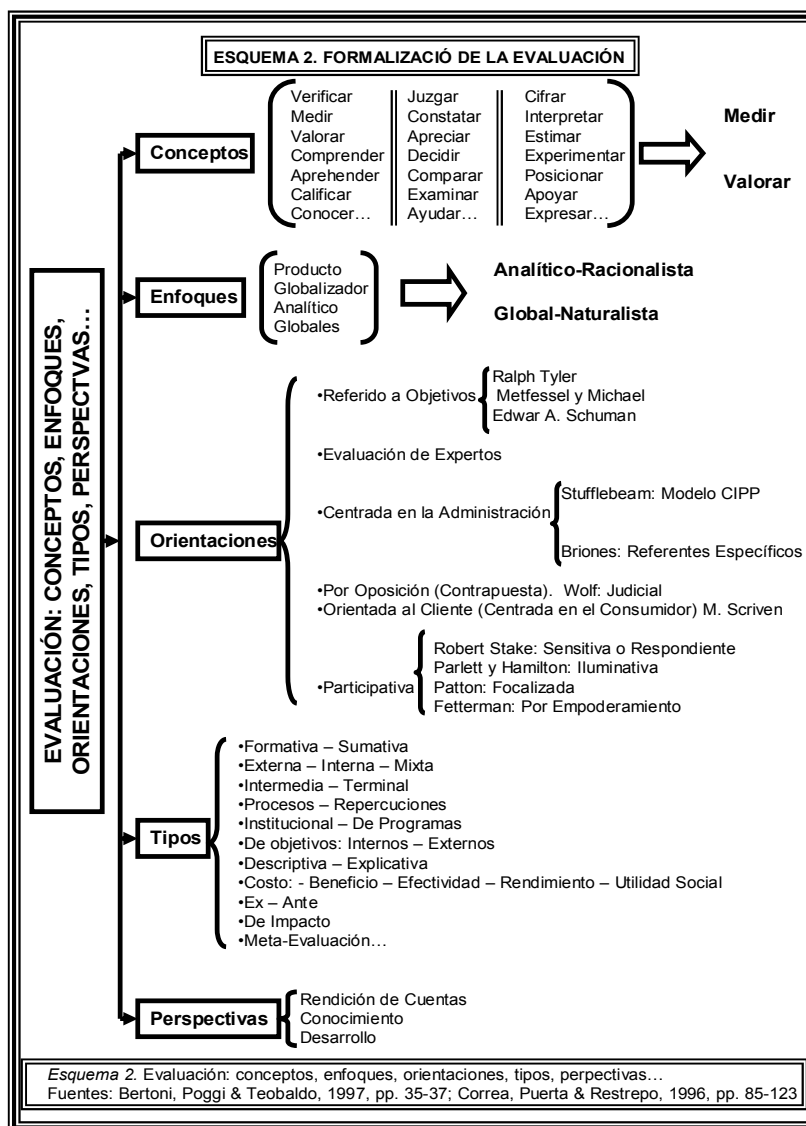 ESQUEMA 2. FORMALIZACIÓ DE LA EVALUACIÓN
EVALUACIÓN: CONCEPTOS, ENFOQUES,
ORIENTACIONES, TIPOS, PERSPECTVAS…
Conceptos
Verificar
Medir
Valorar
Comprender
Aprehender
Calificar
Conocer…
Juzgar
Constatar
Apreciar
Decidir
Comparar
Examinar
Ayudar…
Cifrar
Interpretar
Estimar
Experimentar
Posicionar
Apoyar
Expresar…
Medir
Valorar
Enfoques
Producto
Globalizador
Analítico
Globales
Analítico-Racionalista
Global-Naturalista
Orientaciones
•Referido a Objetivos
Ralph Tyler
Metfessel y Michael
Edwar A. Schuman
•Evaluación de Expertos
•Centrada en la Administración
Stufflebeam: Modelo CIPP
Briones: Referentes Específicos
•Por Oposición (Contrapuesta). Wolf: Judicial
•Orientada al Cliente (Centrada en el Consumidor) M. Scriven
•Participativa
Robert Stake: Sensitiva o Respondiente
Parlett y Hamilton: Iluminativa
Patton: Focalizada
Fetterman: Por Empoderamiento
Tipos
•Formativa – Sumativa
•Externa – Interna – Mixta
•Intermedia – Terminal
•Procesos – Repercuciones
•Institucional – De Programas
•De objetivos: Internos – Externos
•Descriptiva – Explicativa
•Costo: - Beneficio – Efectividad – Rendimiento – Utilidad Social
•Ex – Ante
•De Impacto
•Meta-Evaluación…
Perspectivas
Rendición de Cuentas
Conocimiento
Desarrollo
Esquema 2. Evaluación: conceptos, enfoques, orientaciones, tipos, perpectivas…
Fuentes: Bertoni, Poggi & Teobaldo, 1997, pp. 35-37; Correa, Puerta & Restrepo, 1996, pp. 85-123